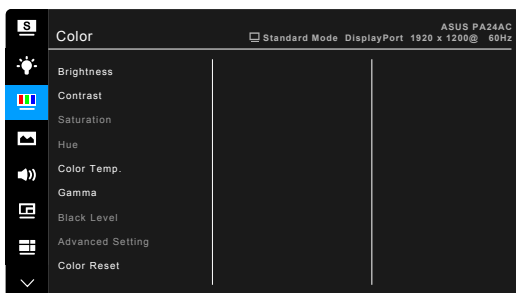 S
ASUS PA24AC
Color
Standard Mode DisplayPort 1920 x 1200@ 60Hz
Brightness
Contrast
Saturation
Hue
Color Temp.
Gamma
Black Level
Advanced Setting
Color Reset